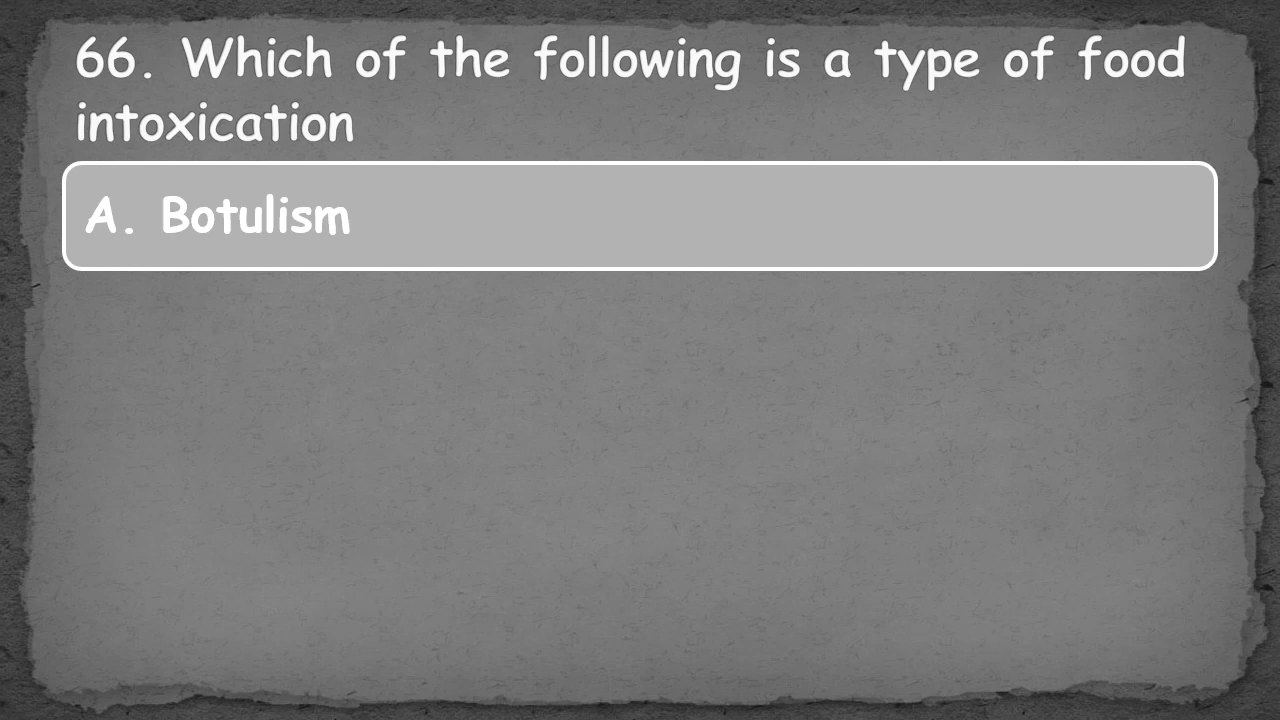 66. Which of the following is a type of food
intoxication
A. Botulism